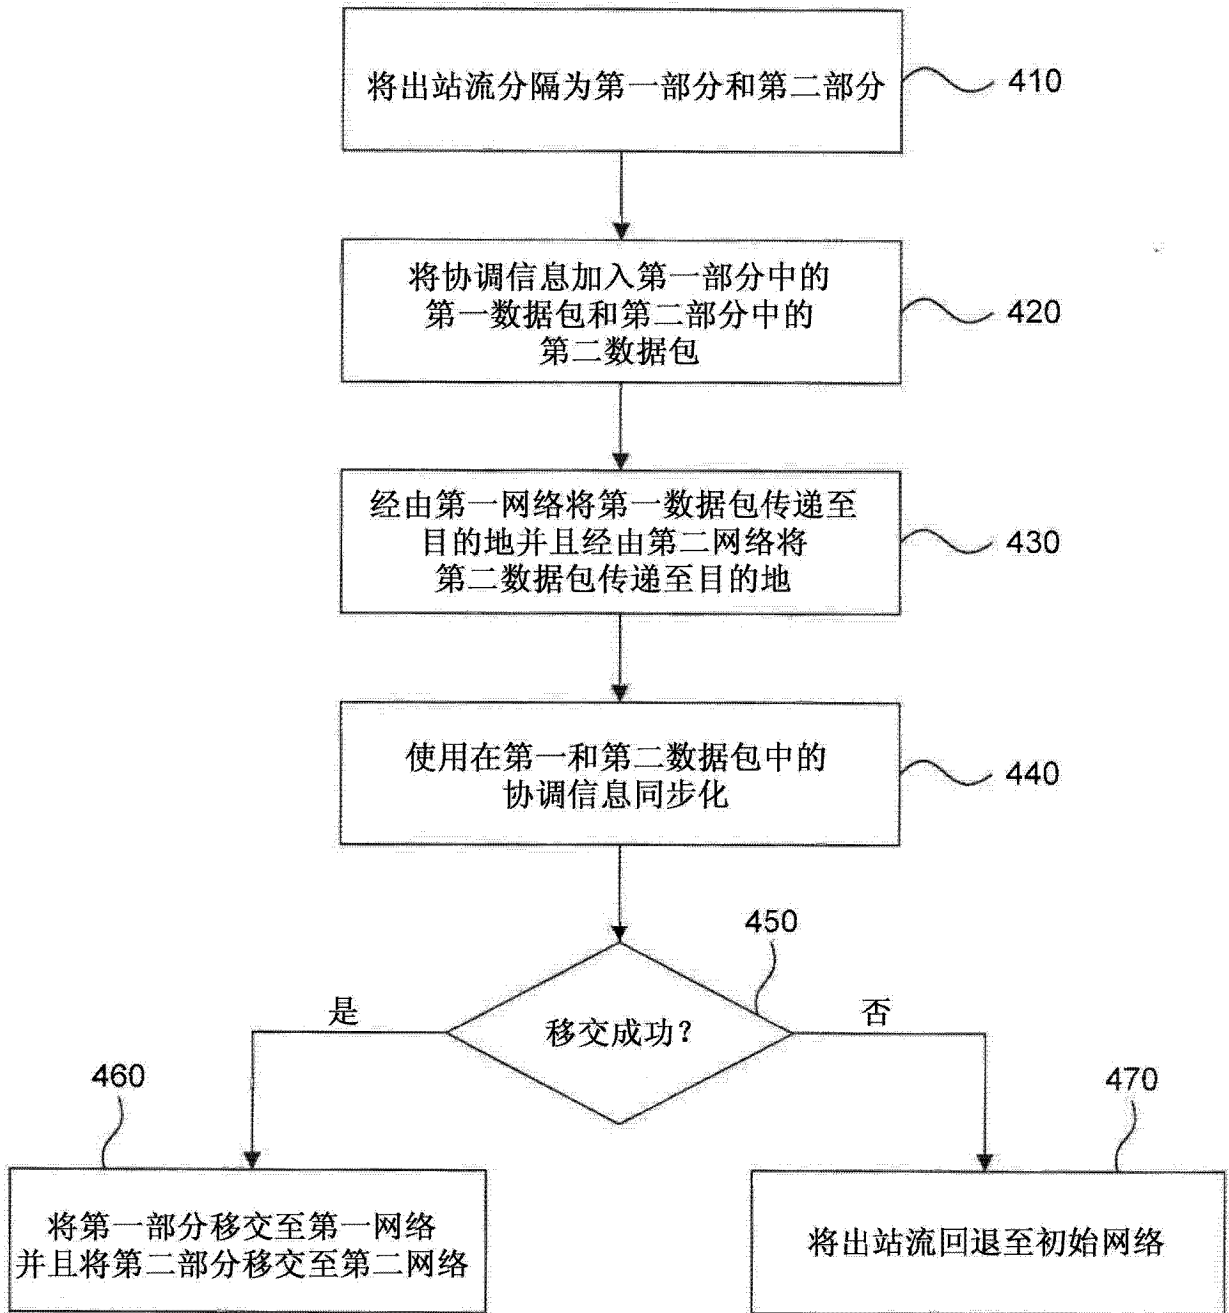 将出站流分隔为第一部分和第二部分
410
将协调信息加入第一部分中的
第一数据包和第二部分中的
第二数据包
420
经由第一网络将第一数据包传递至
目的地并且经由第二网络将
第二数据包传递至目的地
430
使用在第一和第二数据包中的
协调信息同步化
440
450
移交成功？
是
否
460
将第一部分移交至第一网络
并且将第二部分移交至第二网络
470
将出站流回退至初始网络